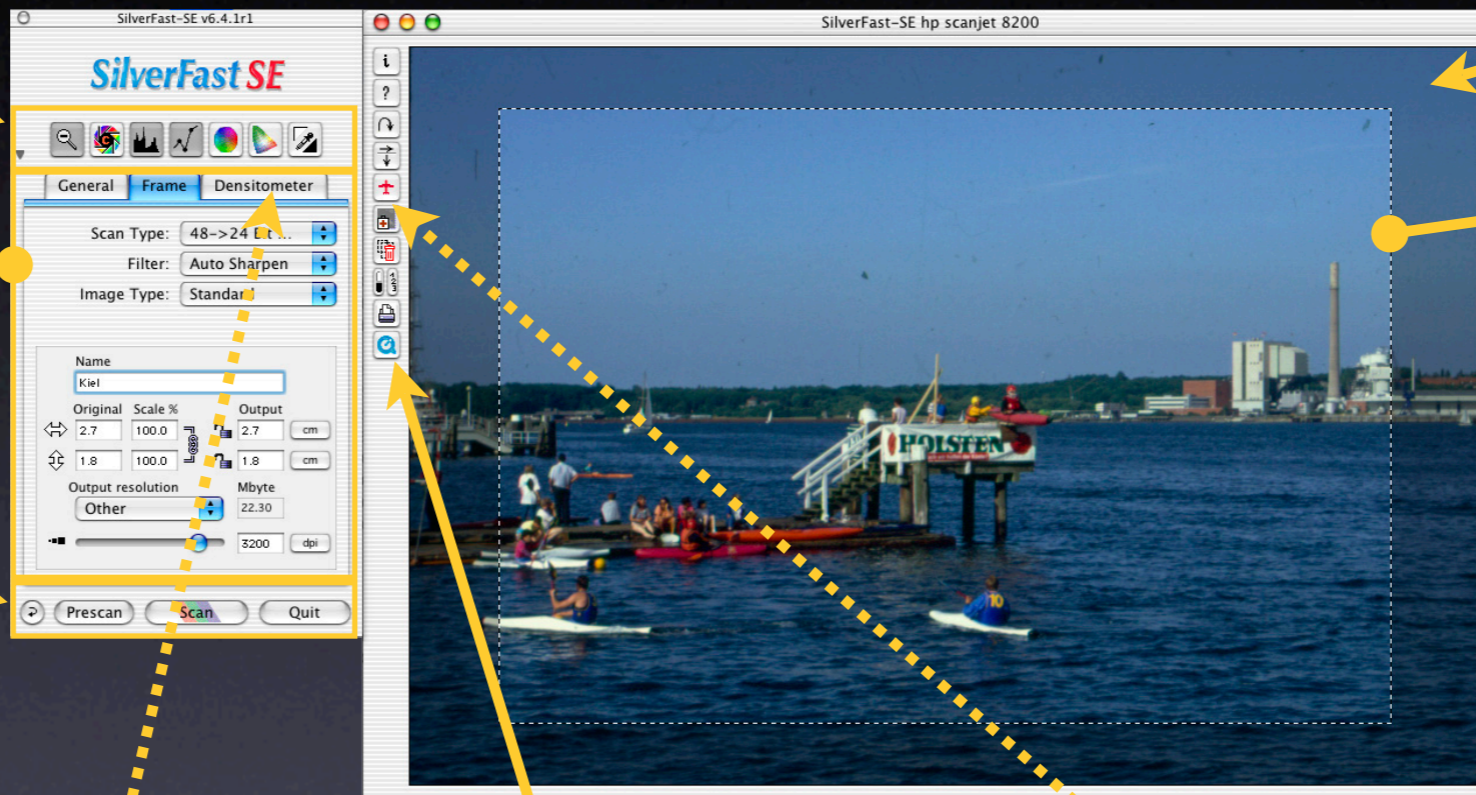 SilverFast-SE v6.4.1r1
SilverFast-SE hp scanjet 8200
SilverFast SE
General Frame Densitometer
Scan Type: 48->24 Bit ...
Filter: Auto Sharpen
Image Type: Standard
Name
Kiel
Original Scale % Output
2.7 100.0 2.7 cm
1.8 100.0 1.8 cm
Output resolution Mbyte
Other 22.30
3200 dpi
Prescan Scan Quit
i
?
1
2
3
HOLSTEN
10